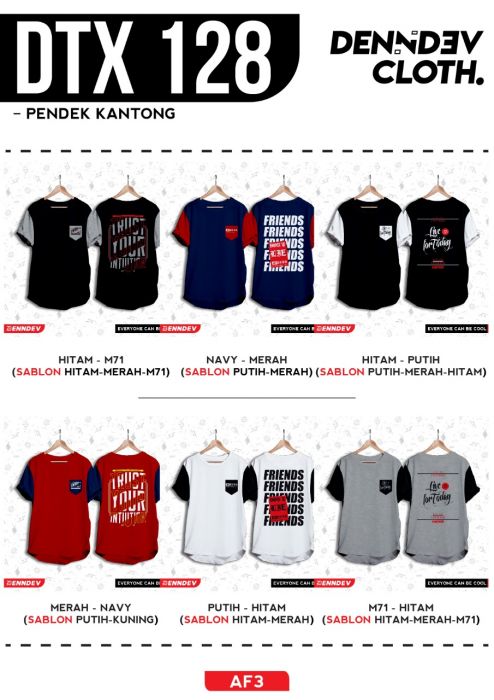 DTX 128
DENNDEV
CLOTH.
– PENDEK KANTONG
TRUST
YOUR
INTUITION
FRIENDS
FRIENDS
FRIENDS
FRIENDS
FRIENDS
Live
for Today
DENNDEV
EVERYONE CAN BE
DENNDEV
EVERYONE CAN BE
DENNDEV
EVERYONE CAN BE COOL
HITAM - M71
(SABLON HITAM-MERAH-M71)
NAVY - MERAH
(SABLON PUTIH-MERAH)
HITAM - PUTIH
(SABLON PUTIH-MERAH-HITAM)
TRUST
YOUR
INTUITION
FRIENDS
FRIENDS
FRIENDS
FRIENDS
FRIENDS
Live
for Today
DENNDEV
EVERYONE CAN BE
DENNDEV
EVERYONE CAN BE
DENNDEV
EVERYONE CAN BE COOL
MERAH - NAVY
(SABLON PUTIH-KUNING)
PUTIH - HITAM
(SABLON HITAM-MERAH)
M71 - HITAM
(SABLON HITAM-MERAH-M71)
AF3